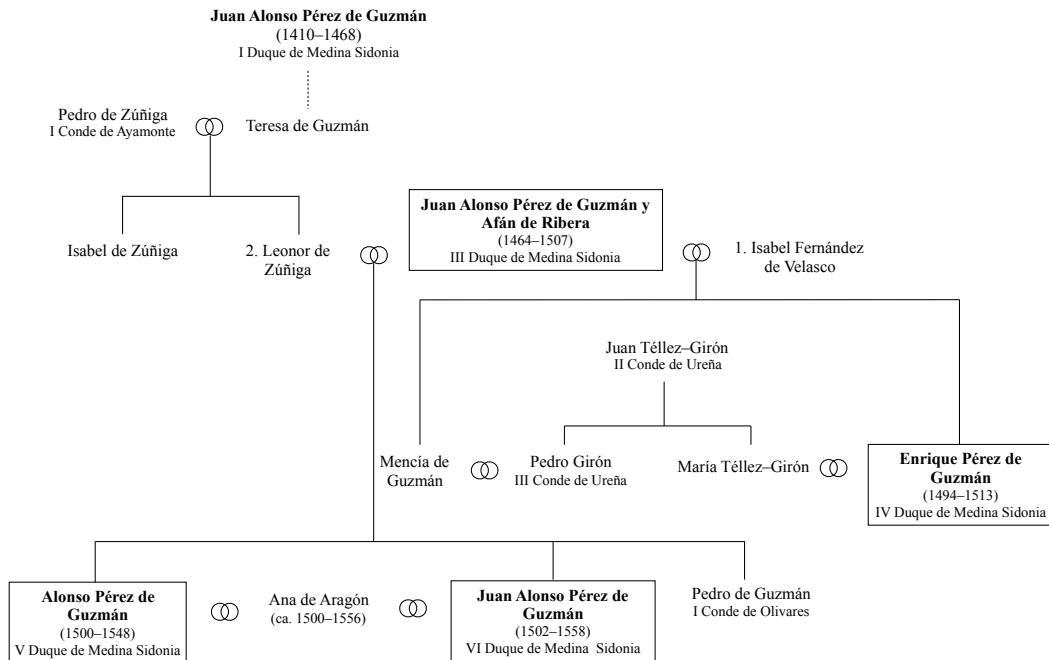 Juan Alonso Pérez de Guzmán
(1410–1468)
I Duque de Medina Sidonia
Pedro de Zúñiga
I Conde de Ayamonte
Teresa de Guzmán
Isabel de Zúñiga
2. Leonor de
Zúñiga
Juan Alonso Pérez de Guzmán y
Afán de Ribera
(1464–1507)
III Duque de Medina Sidonia
1. Isabel Fernández
de Velasco
Juan Téllez–Girón
II Conde de Ureña
Mencía de
Guzmán
Pedro Girón
III Conde de Ureña
María Téllez–Girón
Enrique Pérez de
Guzmán
(1494–1513)
IV Duque de Medina Sidonia
Alonso Pérez de
Guzmán
(1500–1548)
V Duque de Medina Sidonia
Ana de Aragón
(ca. 1500–1556)
Juan Alonso Pérez de
Guzmán
(1502–1558)
VI Duque de Medina Sidonia
Pedro de Guzmán
I Conde de Olivares